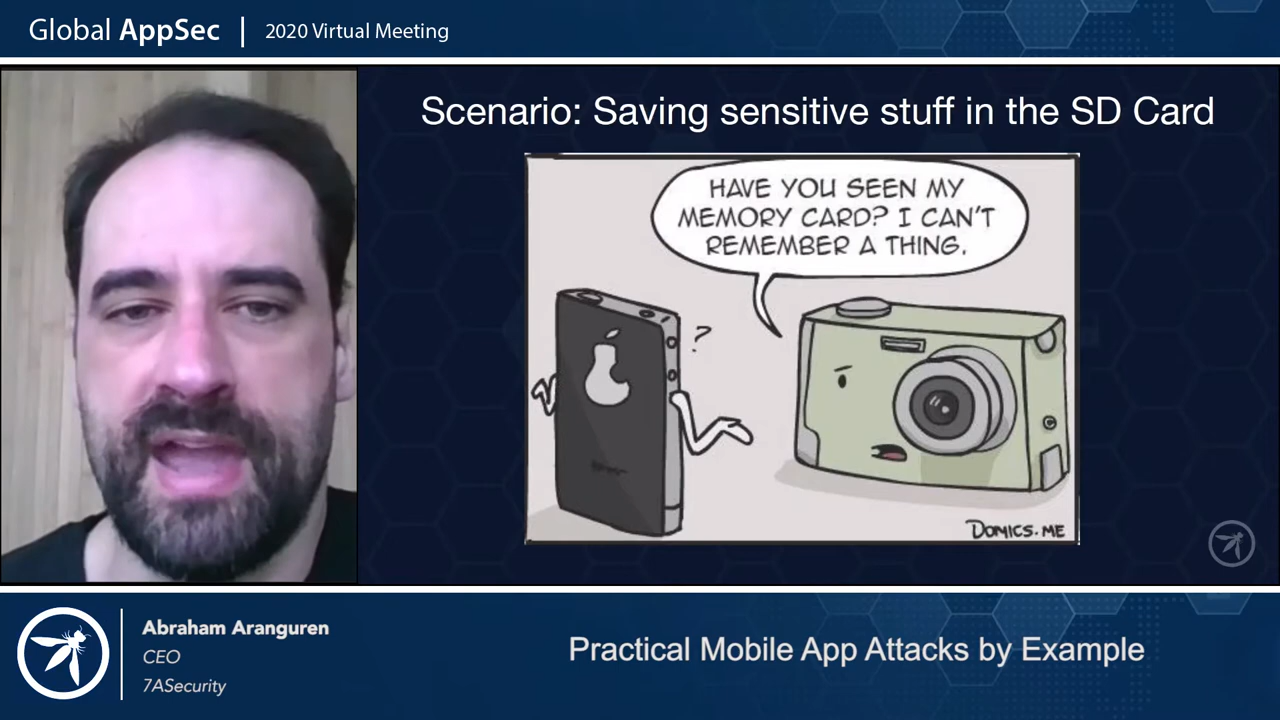 Global AppSec | 2020 Virtual Meeting
Scenario: Saving sensitive stuff in the SD Card
HAVE YOU SEEN MY
MEMORY CARD? I CAN'T
REMEMBER A THING.
?
DOMICS.ME
Abraham Aranguren
CEO
7ASecurity
Practical Mobile App Attacks by Example